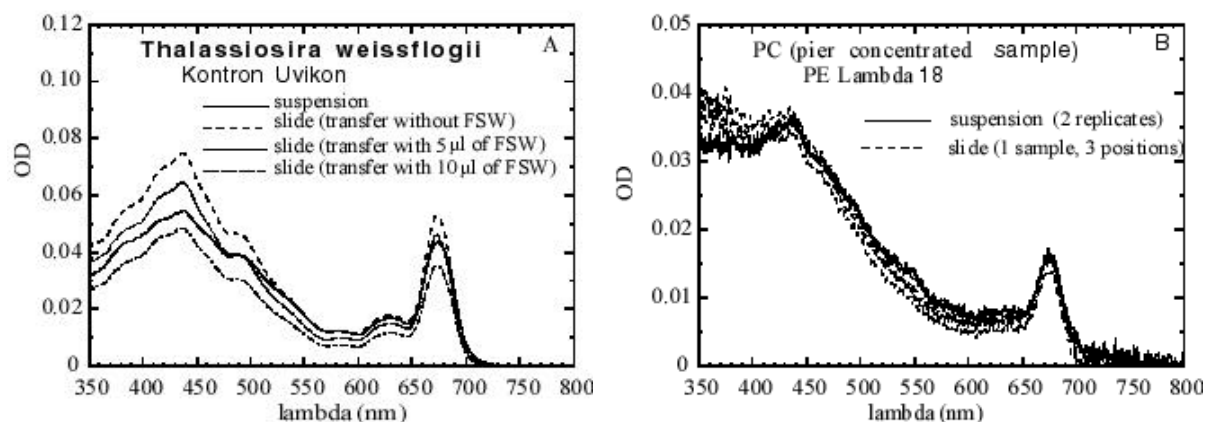 0.12
0.10
0.08
0.06
0.04
0.02
0
OD
Thalassiosira weissflogii
A
Kontron Uvikon
suspension
slide (transfer without FSW)
slide (transfer with 5 µl of FSW)
slide (transfer with 10 µl of FSW)
350 400 450 500 550 600 650 700 750 800
lambda (nm)
0.05
0.04
0.03
0.02
0.01
0
OD
PC (pier concentrated sample)
B
PE Lambda 18
suspension (2 replicates)
slide (1 sample, 3 positions)
350 400 450 500 550 600 650 700 750 800
lambda (nm)